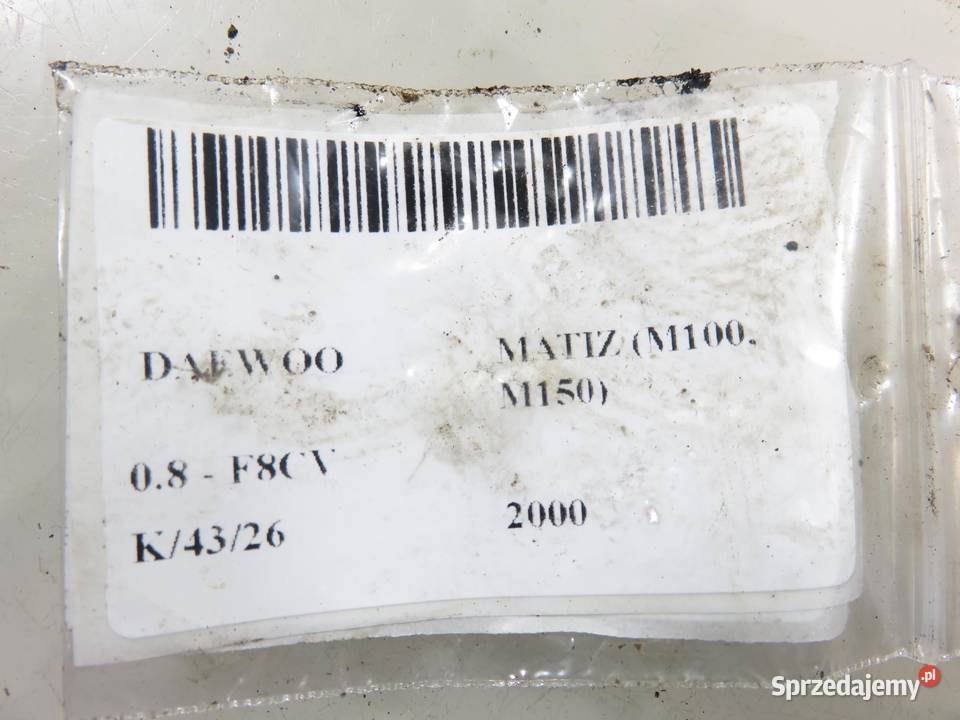 DAEWOO
MATIZ (M100,
M150)
0.8 - F8CV
2000
K/43/26
Sprzedajemy.pl